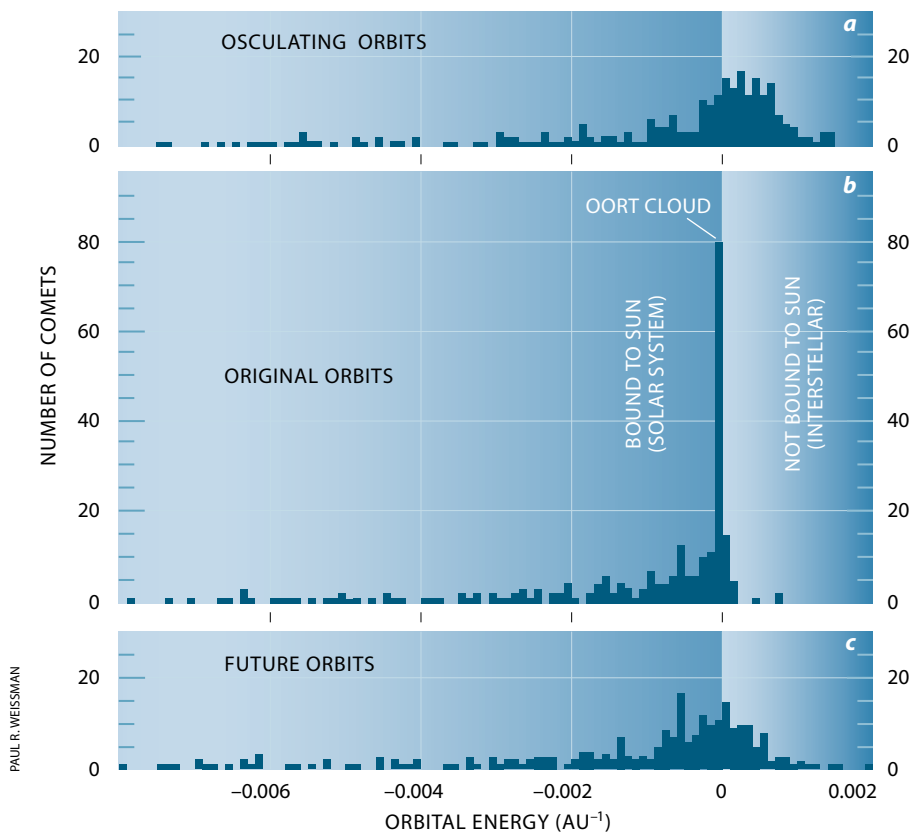 a
OSCULATING ORBITS
20
20
0
0
b
OORT CLOUD
80
80
NUMBER OF COMETS
BOUND TO SUN
(SOLAR SYSTEM)
NOT BOUND TO SUN
(INTERSTELLAR)
60
60
ORIGINAL ORBITS
40
40
20
20
0
0
c
FUTURE ORBITS
20
20
0
0
PAUL R. WEISSMAN
–0.006
–0.004
–0.002
0
0.002
ORBITAL ENERGY (AU⁻¹)